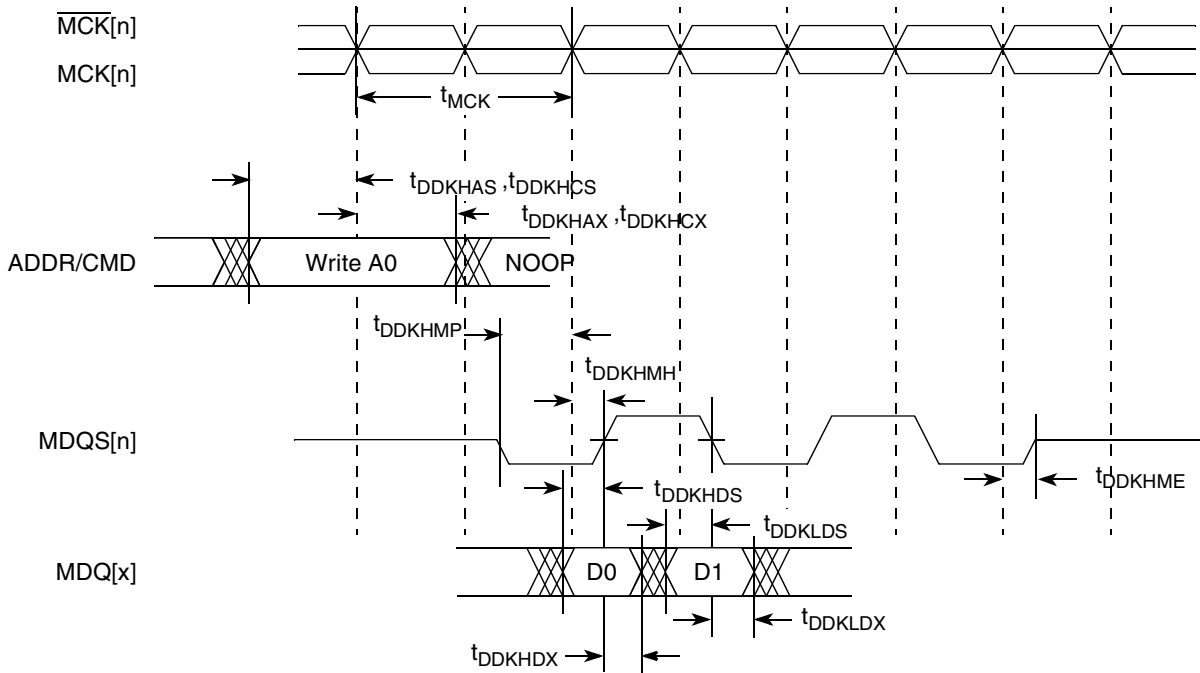 MCK[n]
MCK[n]
tMCK
tDDKHAS ,tDDKHCS
tDDKHAX ,tDDKHCX
ADDR/CMD
Write A0
NOOP
tDDKHMP
tDDKHMH
MDQS[n]
tDDKHME
tDDKHDS
tDDKLDS
MDQ[x]
D0
D1
tDDKLDX
tDDKHDX